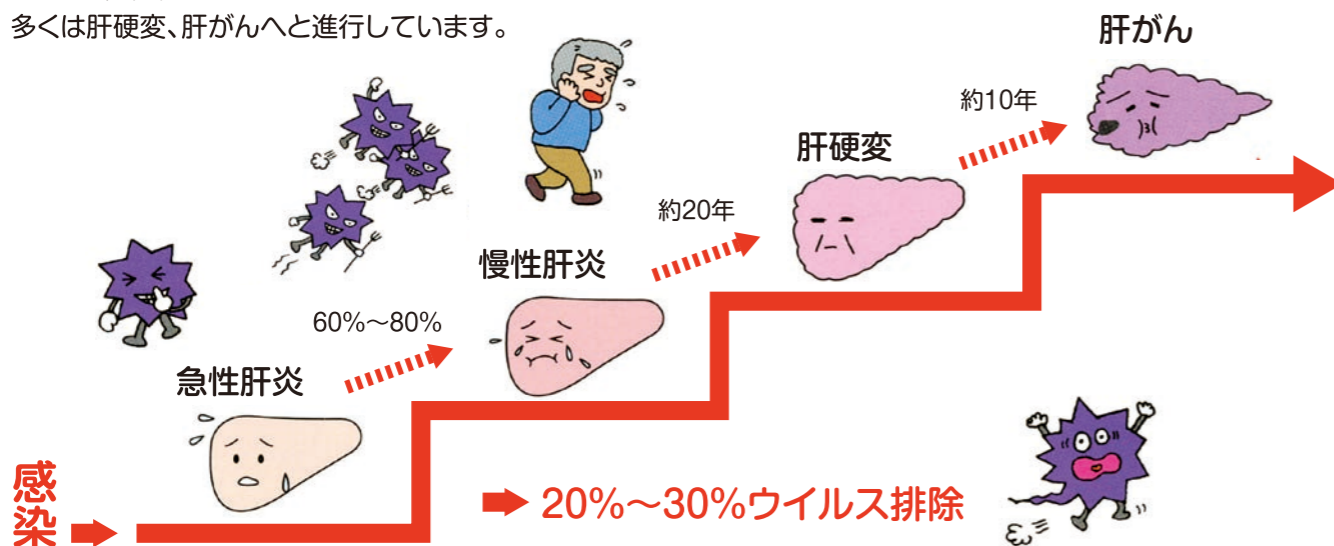 多くは肝硬変、肝がんへと進行しています。
肝がん
約10年
肝硬変
約20年
慢性肝炎
60%～80%
急性肝炎
感染
20%～30%ウイルス排除